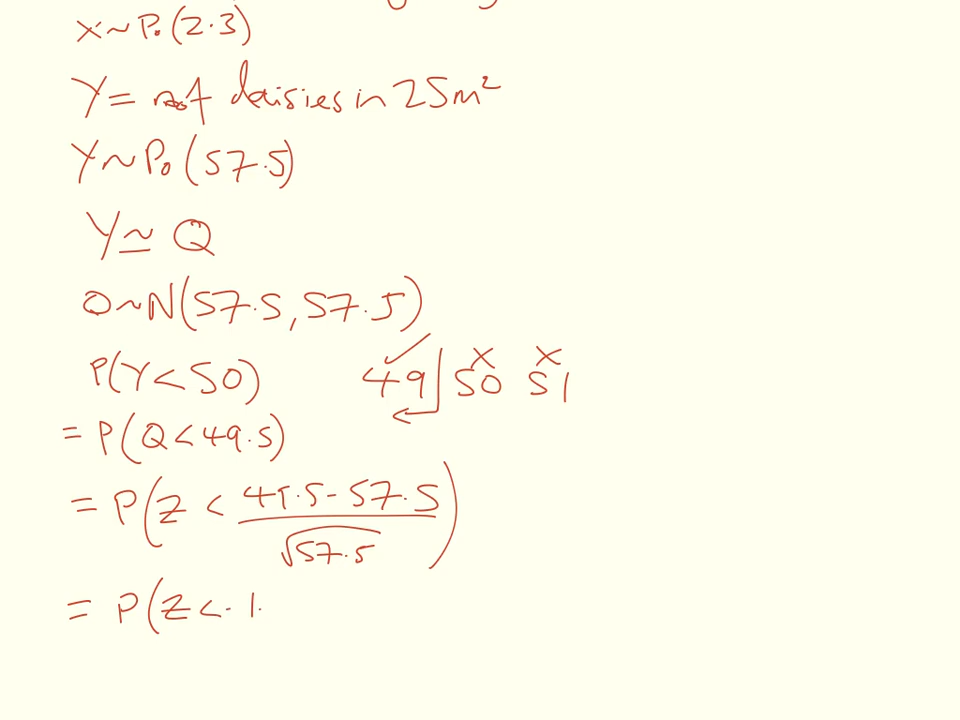 X~Po(2.3)
Y = no of daisies in 25m²
Y~Po(57.5)
Y ≃ Q
Q~N(57.5, 57.5)
P(Y<50) 49 50 51
= P(Q<49.5)
= P(Z < (49.5-57.5)/√57.5)
= P(Z<-1.